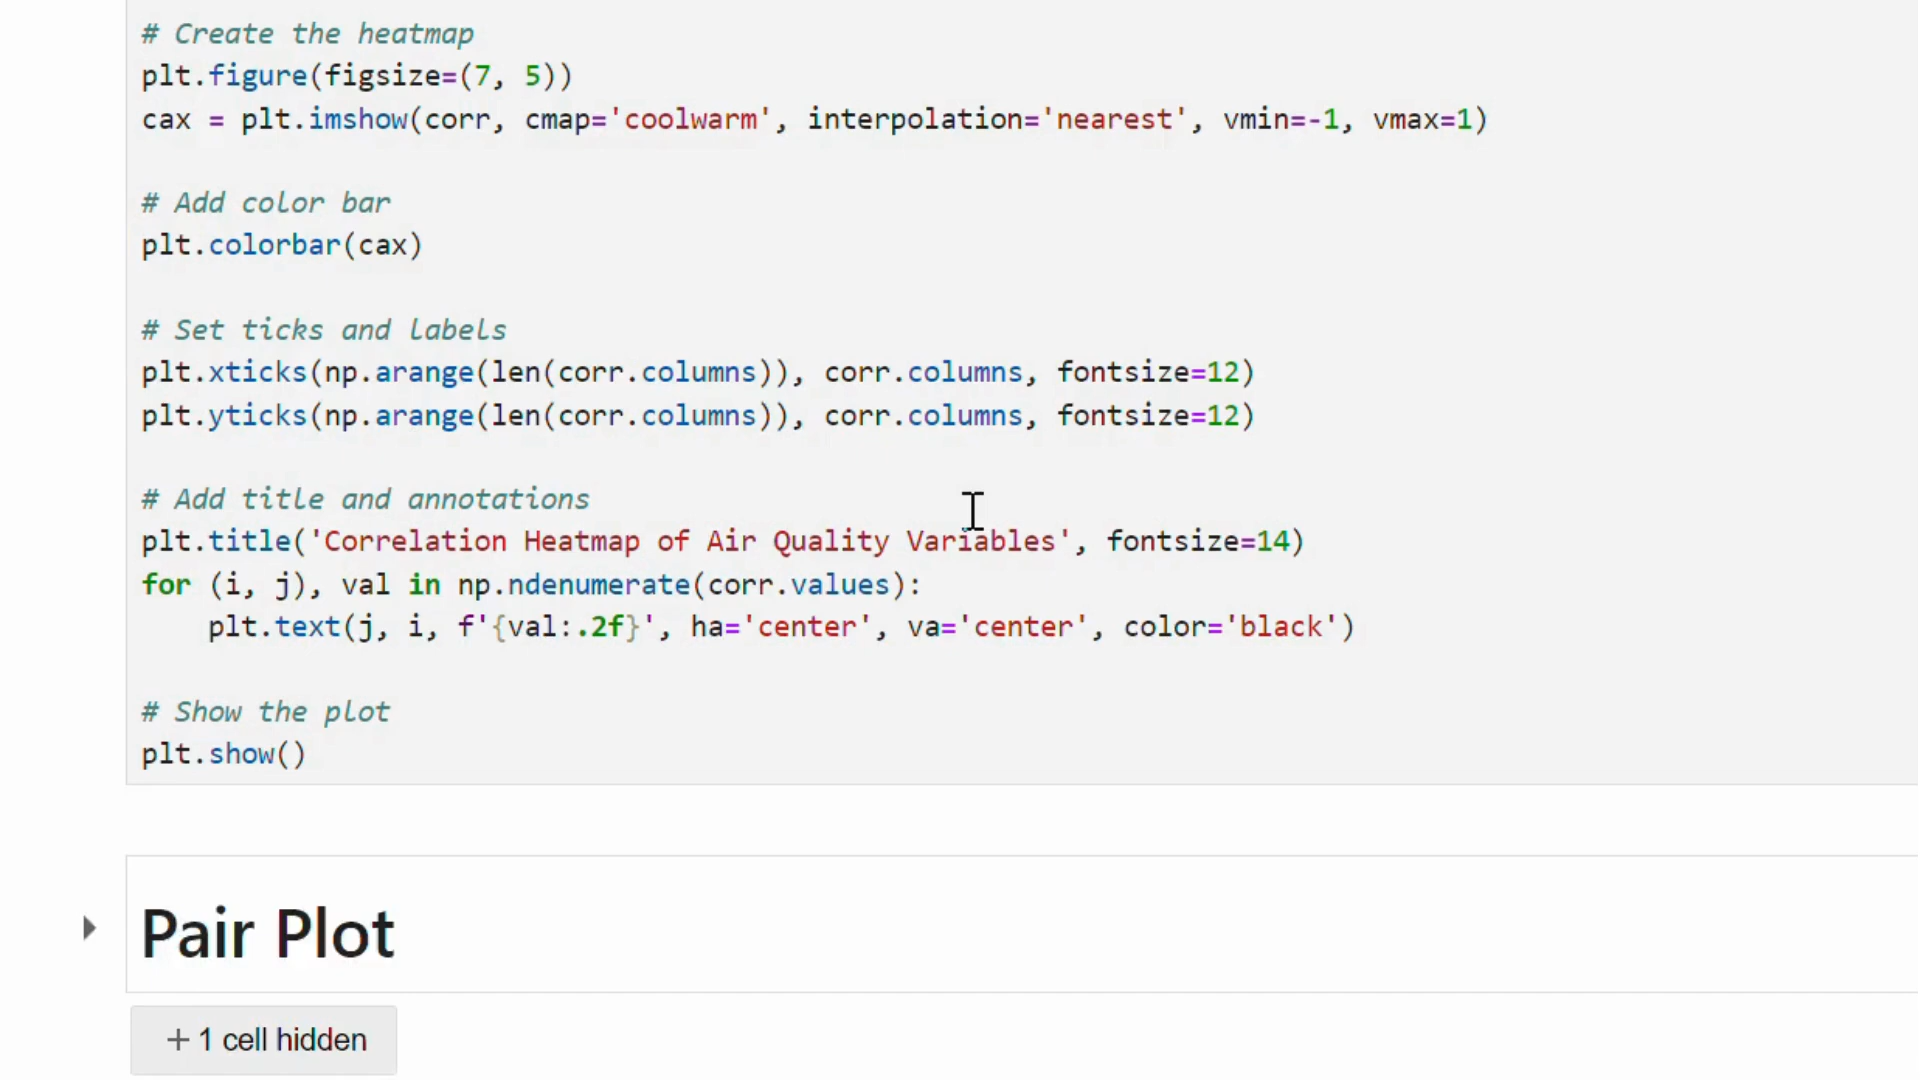 # Create the heatmap
plt.figure(figsize=(7, 5))
cax = plt.imshow(corr, cmap='coolwarm', interpolation='nearest', vmin=-1, vmax=1)
# Add color bar
plt.colorbar(cax)
# Set ticks and labels
plt.xticks(np.arange(len(corr.columns)), corr.columns, fontsize=12)
plt.yticks(np.arange(len(corr.columns)), corr.columns, fontsize=12)
# Add title and annotations
plt.title('Correlation Heatmap of Air Quality Variables', fontsize=14)
for (i, j), val in np.ndenumerate(corr.values):
    plt.text(j, i, f'{val:.2f}', ha='center', va='center', color='black')
# Show the plot
plt.show()
Pair Plot
+ 1 cell hidden